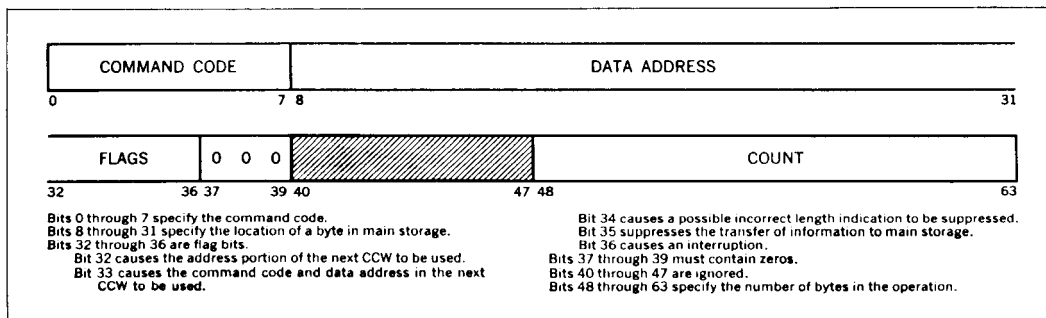 COMMAND CODE DATA ADDRESS
0 7 8 31
FLAGS 0 0 0 COUNT
32 36 37 39 40 47 48 63
Bits 0 through 7 specify the command code.
Bits 8 through 31 specify the location of a byte in main storage.
Bits 32 through 36 are flag bits.
Bit 32 causes the address portion of the next CCW to be used.
Bit 33 causes the command code and data address in the next
CCW to be used.
Bit 34 causes a possible incorrect length indication to be suppressed.
Bit 35 suppresses the transfer of information to main storage.
Bit 36 causes an interruption.
Bits 37 through 39 must contain zeros.
Bits 40 through 47 are ignored.
Bits 48 through 63 specify the number of bytes in the operation.